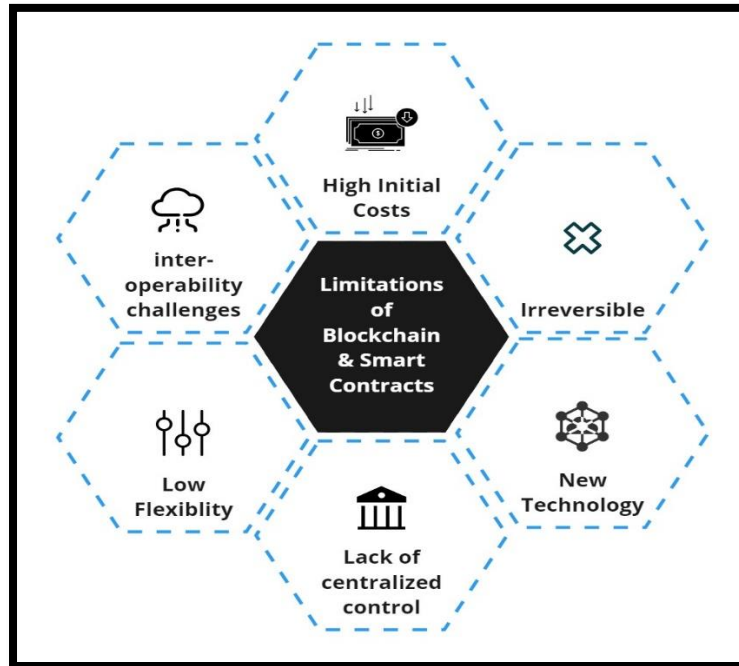 High Initial
Costs
inter-
operability
challenges
Limitations
of
Blockchain
& Smart
Contracts
Irreversible
Low
Flexiblity
New
Technology
Lack of
centralized
control